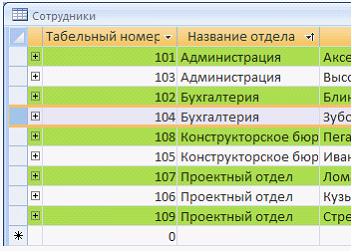 Сотрудники
Табельный номер Название отдела
101 Администрация Аксе
103 Администрация Высо
102 Бухгалтерия Блин
104 Бухгалтерия Зубо
108 Конструкторское бюр Пега
105 Конструкторское бюр Иван
107 Проектный отдел Лома
106 Проектный отдел Кузь
109 Проектный отдел Стре
0